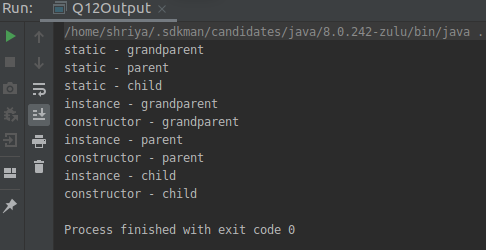 Run: Q12Output ×
/home/shriya/.sdkman/candidates/java/8.0.242-zulu/bin/java .
static - grandparent
static - parent
static - child
instance - grandparent
constructor - grandparent
instance - parent
constructor - parent
instance - child
constructor - child
Process finished with exit code 0